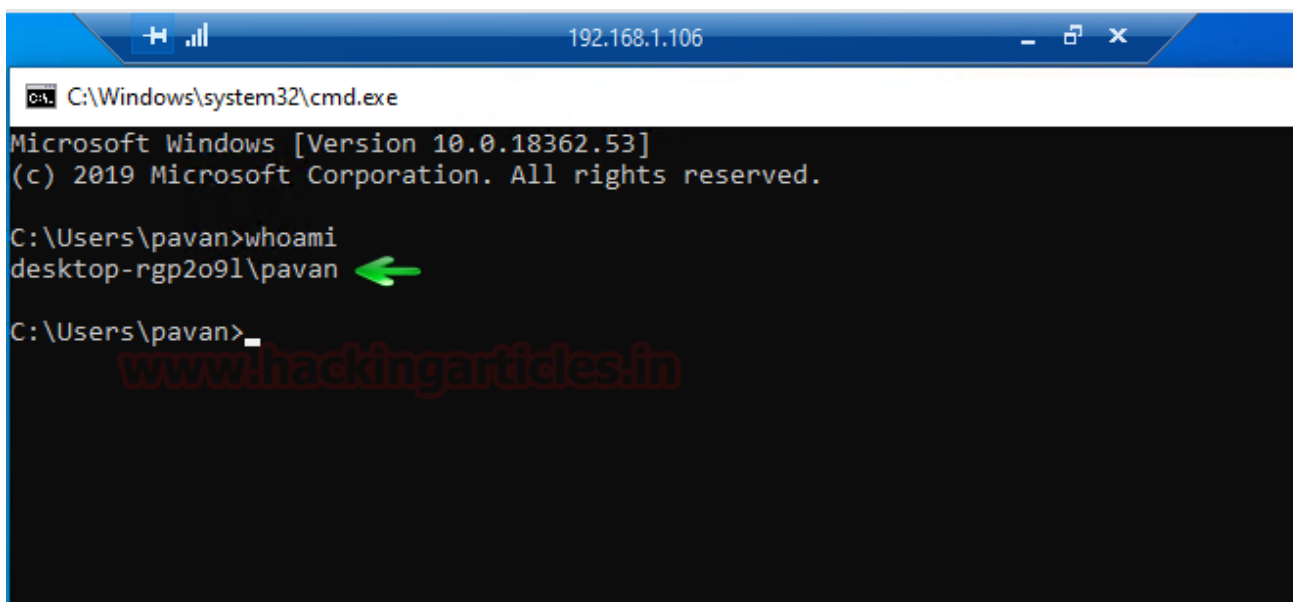 192.168.1.106
C:\Windows\system32\cmd.exe
Microsoft Windows [Version 10.0.18362.53]
(c) 2019 Microsoft Corporation. All rights reserved.
C:\Users\pavan>whoami
desktop-rgp2o9l\pavan
C:\Users\pavan>
www.hackingarticles.in